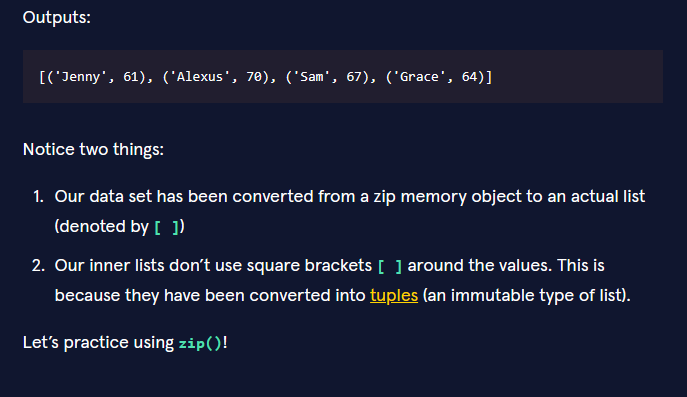 Outputs:
[('Jenny', 61), ('Alexus', 70), ('Sam', 67), ('Grace', 64)]
Notice two things:
1. Our data set has been converted from a zip memory object to an actual list
(denoted by [ ])
2. Our inner lists don’t use square brackets [ ] around the values. This is
because they have been converted into tuples (an immutable type of list).
Let’s practice using zip()!